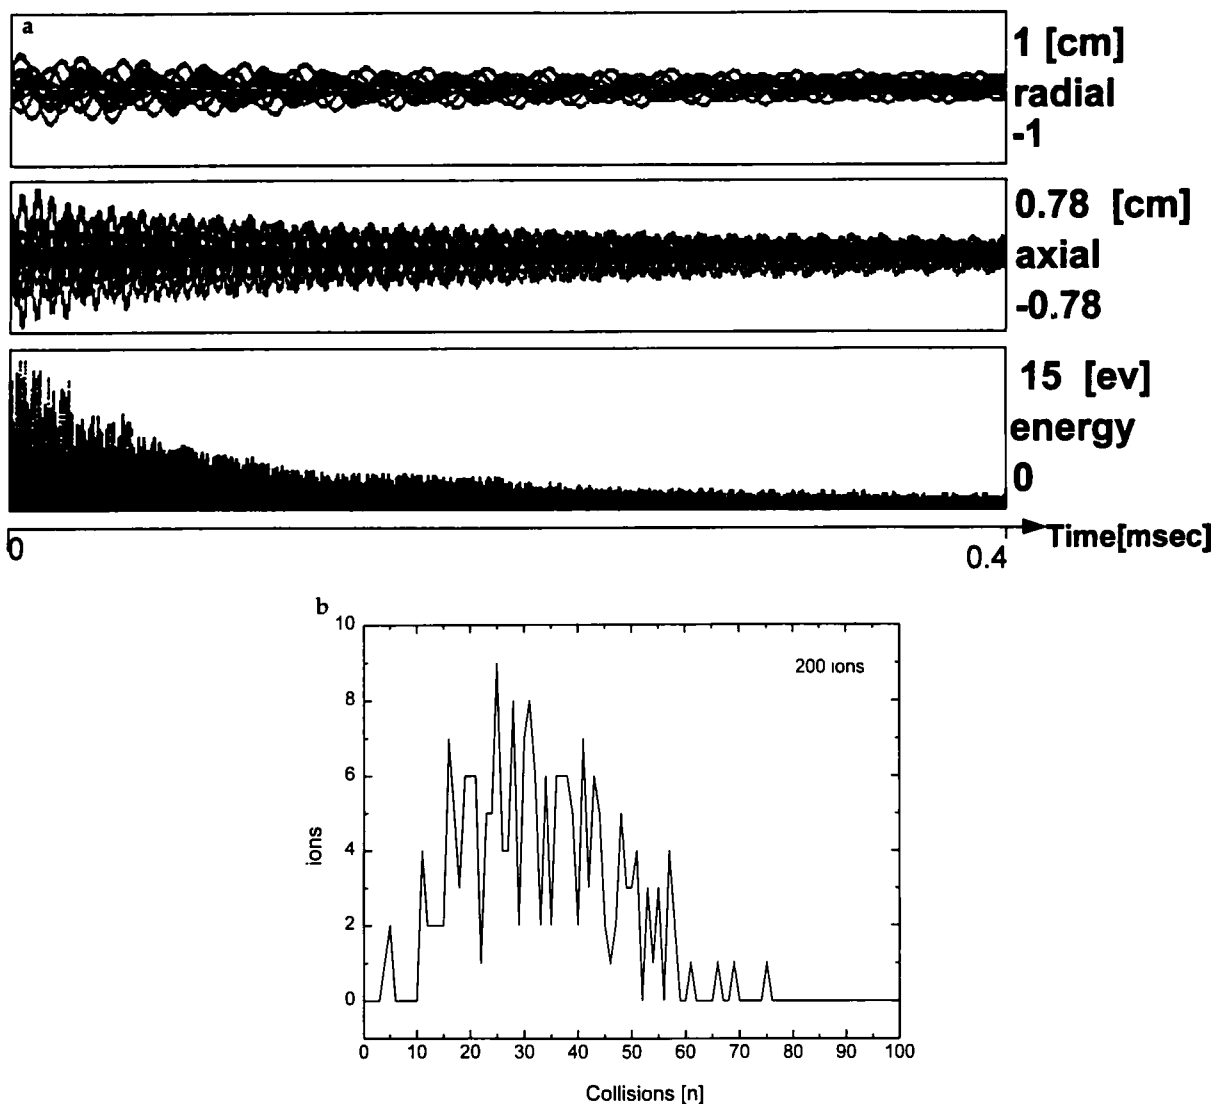 a
1 [cm]
radial
-1
0.78 [cm]
axial
-0.78
15 [ev]
energy
0
Time[msec]
0
0.4
b
10
200 ions
8
6
ions
4
2
0
0 10 20 30 40 50 60 70 80 90 100
Collisions [n]